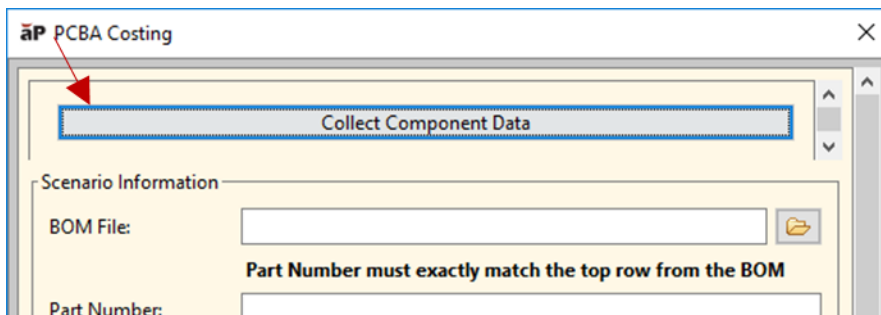 ăP PCBA Costing
Collect Component Data
Scenario Information
BOM File:
Part Number must exactly match the top row from the BOM
Part Number: